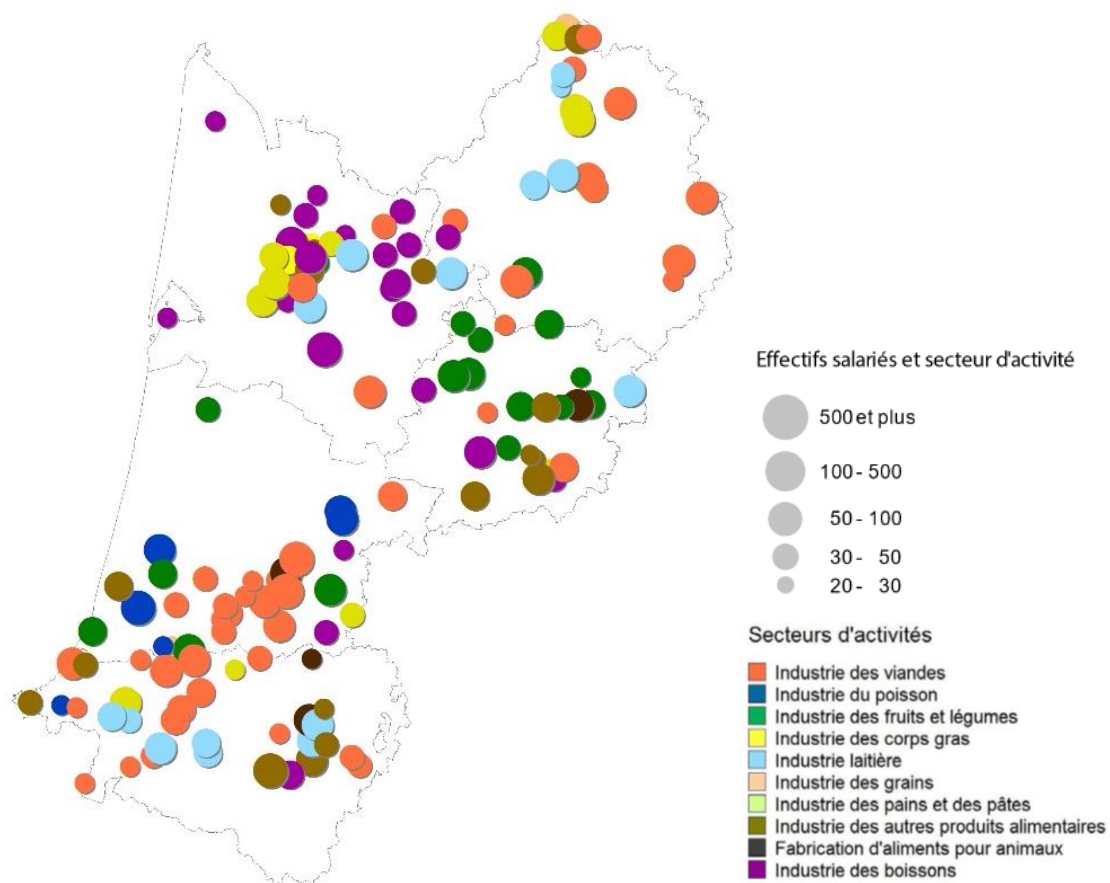 Effectifs salariés et secteur d'activité
500 et plus
100 - 500
50 - 100
30 - 50
20 - 30
Secteurs d'activités
Industrie des viandes
Industrie du poisson
Industrie des fruits et légumes
Industrie des corps gras
Industrie laitière
Industrie des grains
Industrie des pains et des pâtes
Industrie des autres produits alimentaires
Fabrication d'aliments pour animaux
Industrie des boissons